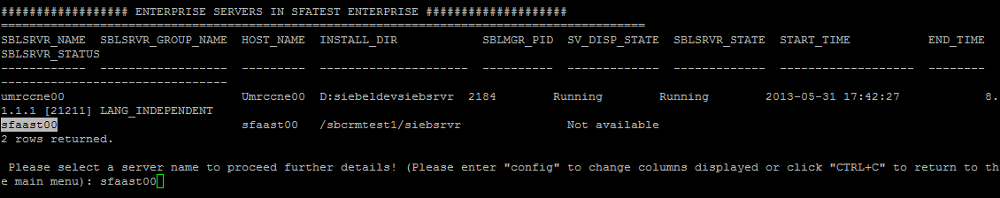 ################## ENTERPRISE SERVERS IN SFATEST ENTERPRISE ####################
===========================================================================================
SBLSRVR_NAME  SBLSRVR_GROUP_NAME  HOST_NAME  INSTALL_DIR            SBLMGR_PID  SV_DISP_STATE  SBLSRVR_STATE  START_TIME           END_TIME
SBLSRVR_STATUS
------------  ------------------  ---------  ---------------------  ----------  -------------  -------------  -------------------  --------
--------------------------------
umrccne00                         Umrccne00  D:siebeldevsiebsrvr  2184        Running        Running        2013-05-31 17:42:27            8.
1.1.1 [21211] LANG_INDEPENDENT
sfaast00                          sfaast00   /sbcrmtest1/siebsrvr               Not available
2 rows returned.
Please select a server name to proceed further details! (Please enter "config" to change columns displayed or click "CTRL+C" to return to th
e main menu): sfaast00